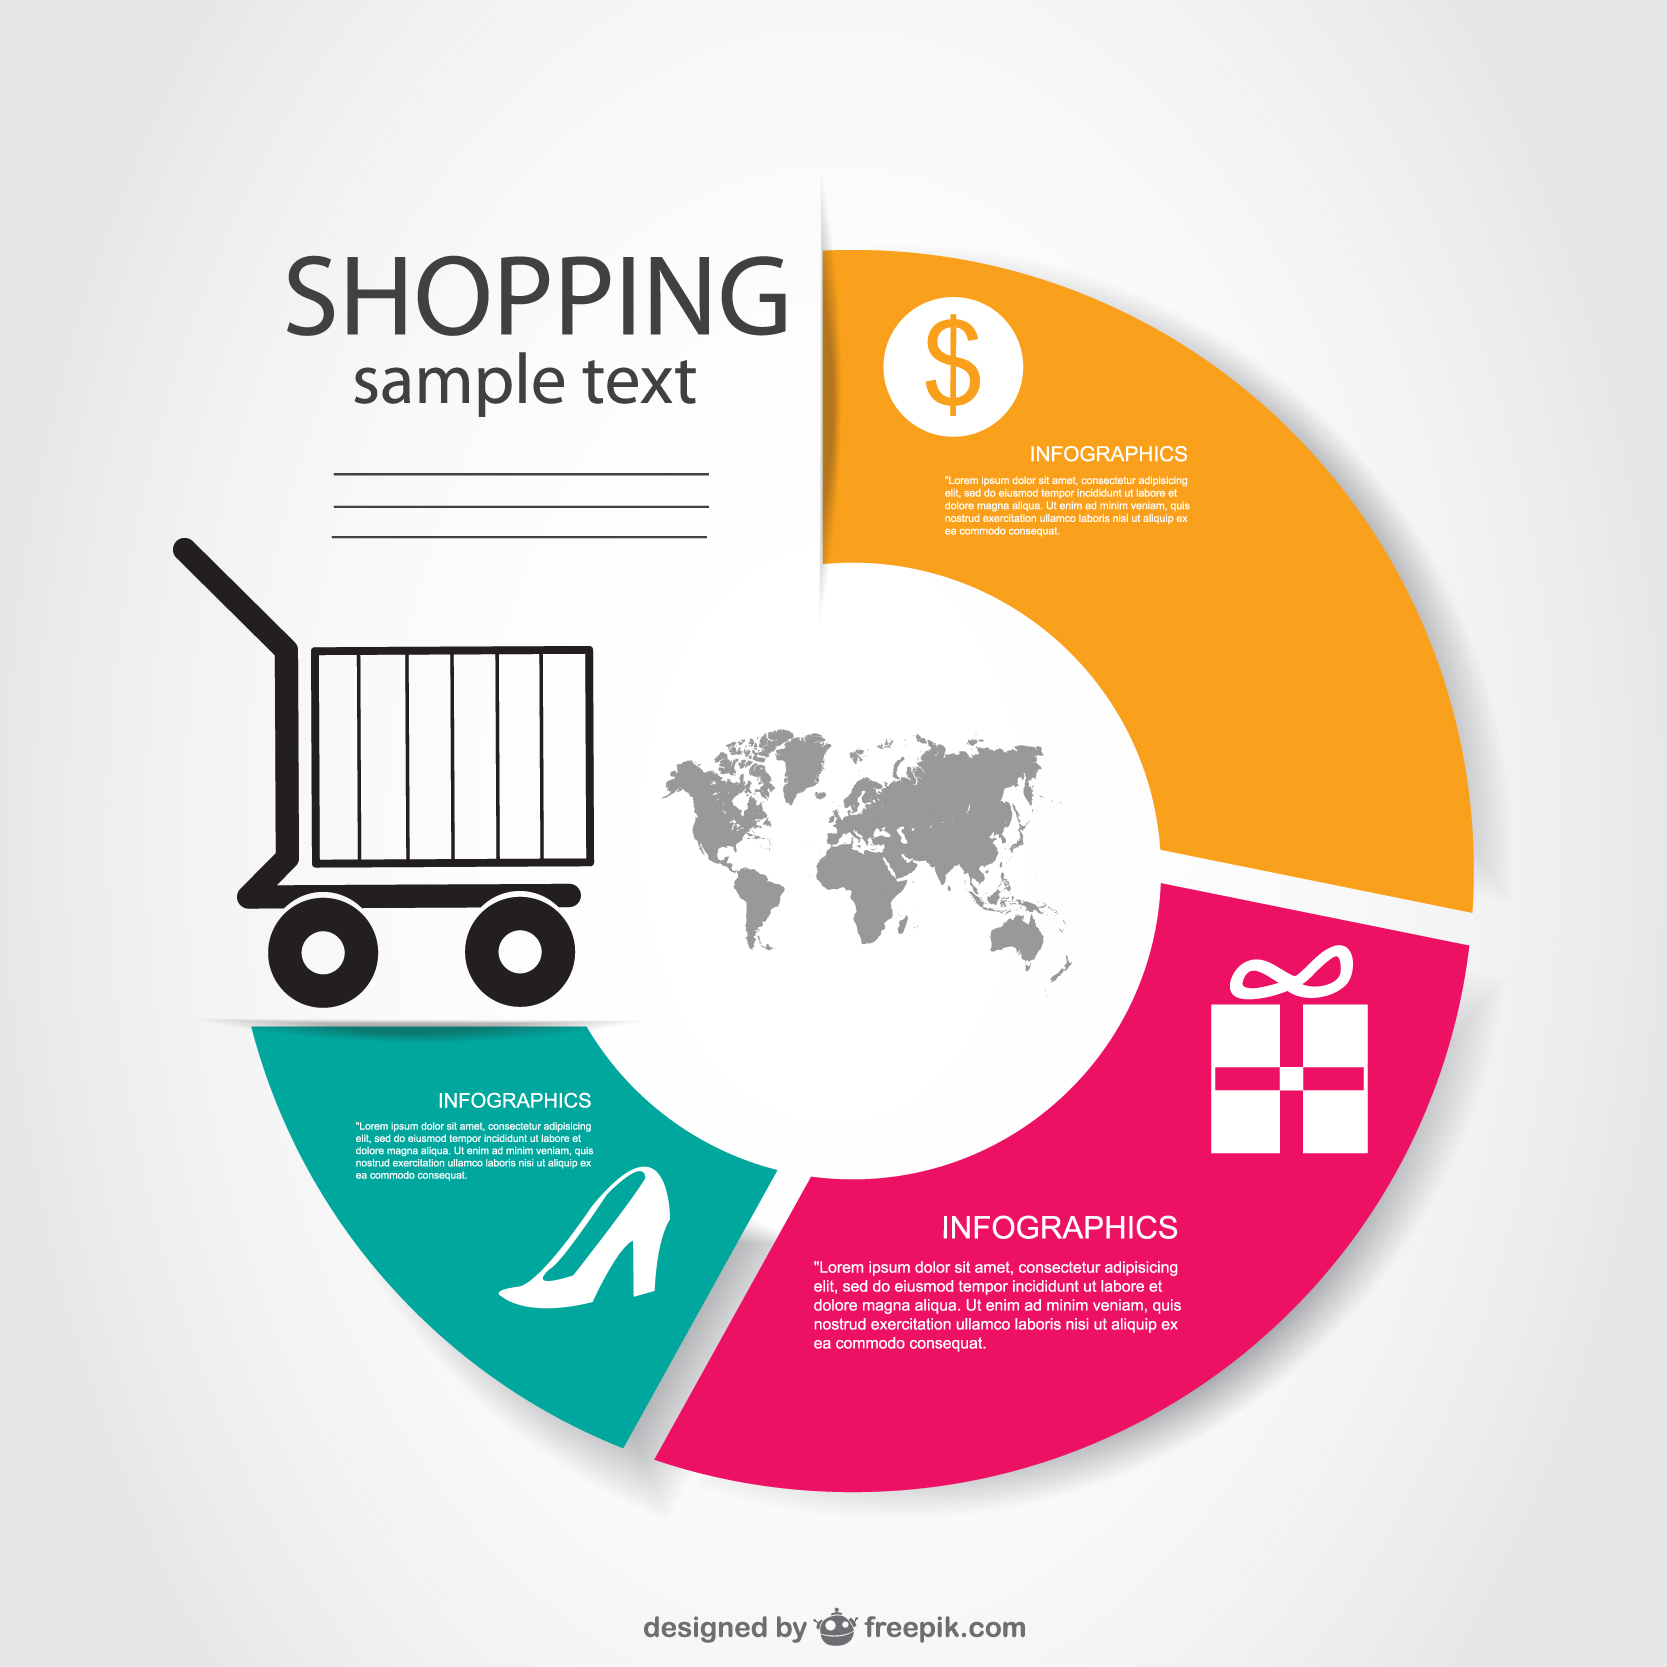 SHOPPING
sample text
$
INFOGRAPHICS
"Lorem ipsum dolor sit amet, consectetur adipisicing
elit, sed do eiusmod tempor incididunt ut labore et
dolore magna aliqua. Ut enim ad minim veniam, quis
nostrud exercitation ullamco laboris nisi ut aliquip ex
ea commodo consequat.
INFOGRAPHICS
"Lorem ipsum dolor sit amet, consectetur adipisicing
elit, sed do eiusmod tempor incididunt ut labore et
dolore magna aliqua. Ut enim ad minim veniam, quis
nostrud exercitation ullamco laboris nisi ut aliquip ex
ea commodo consequat.
INFOGRAPHICS
"Lorem ipsum dolor sit amet, consectetur adipisicing
elit, sed do eiusmod tempor incididunt ut labore et
dolore magna aliqua. Ut enim ad minim veniam, quis
nostrud exercitation ullamco laboris nisi ut aliquip ex
ea commodo consequat.
designed by freepik.com